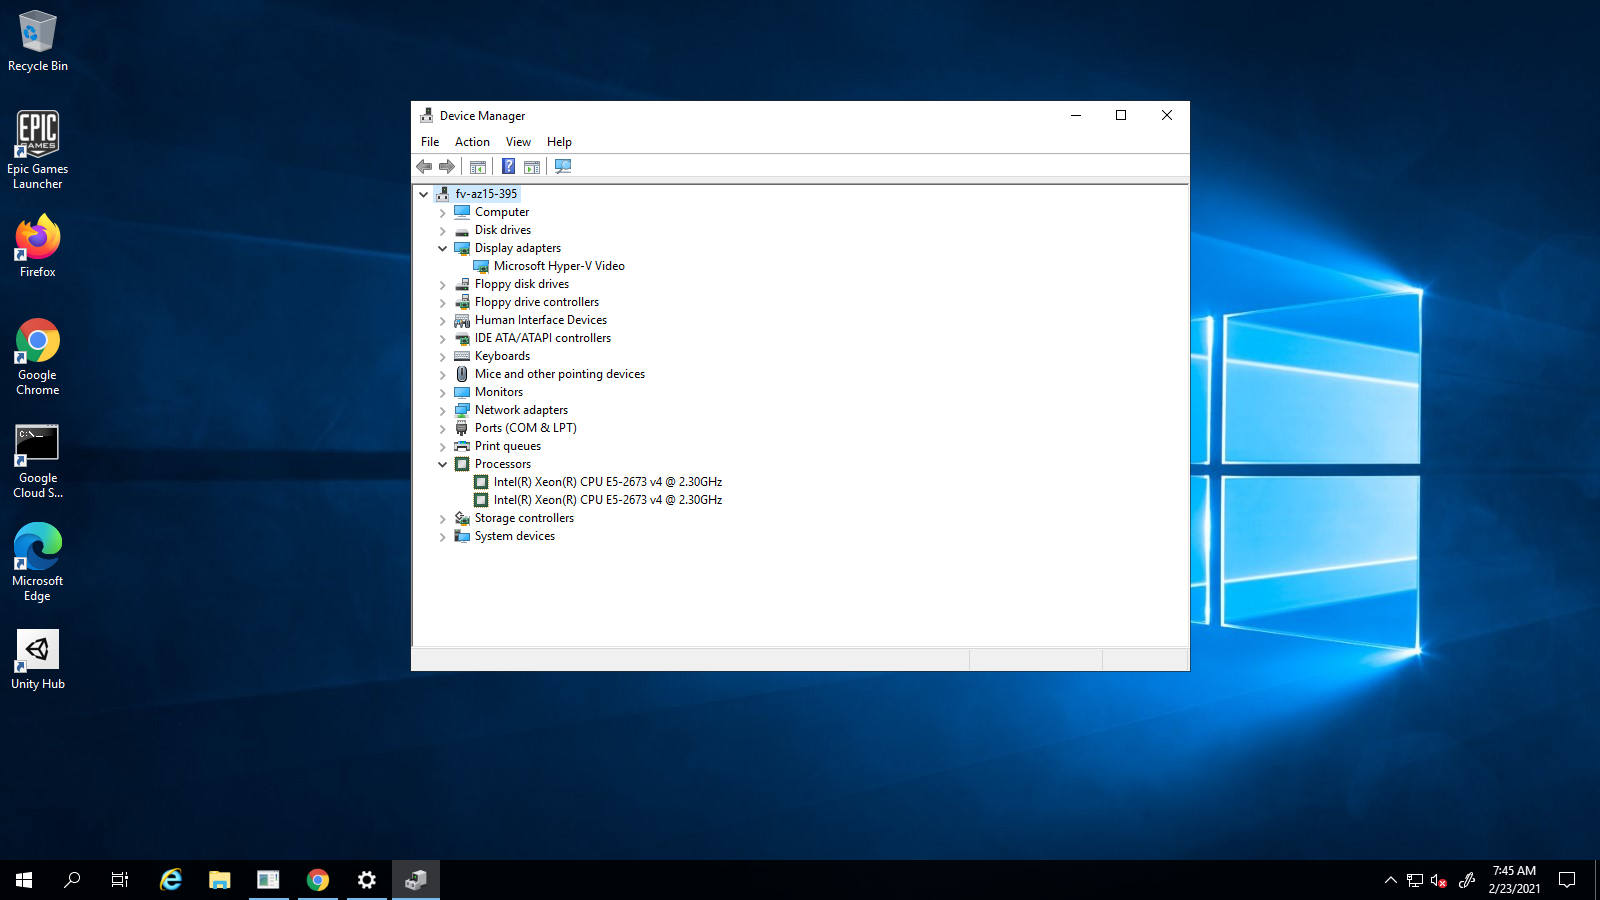 Recycle Bin
EPIC
GAMES
Epic Games
Launcher
Firefox
Google
Chrome
C:\_
Google
Cloud S...
Microsoft
Edge
Unity Hub
Device Manager
File Action View Help
fv-az15-395
Computer
Disk drives
Display adapters
Microsoft Hyper-V Video
Floppy disk drives
Floppy drive controllers
Human Interface Devices
IDE ATA/ATAPI controllers
Keyboards
Mice and other pointing devices
Monitors
Network adapters
Ports (COM & LPT)
Print queues
Processors
Intel(R) Xeon(R) CPU E5-2673 v4 @ 2.30GHz
Intel(R) Xeon(R) CPU E5-2673 v4 @ 2.30GHz
Storage controllers
System devices
7:45 AM
2/23/2021